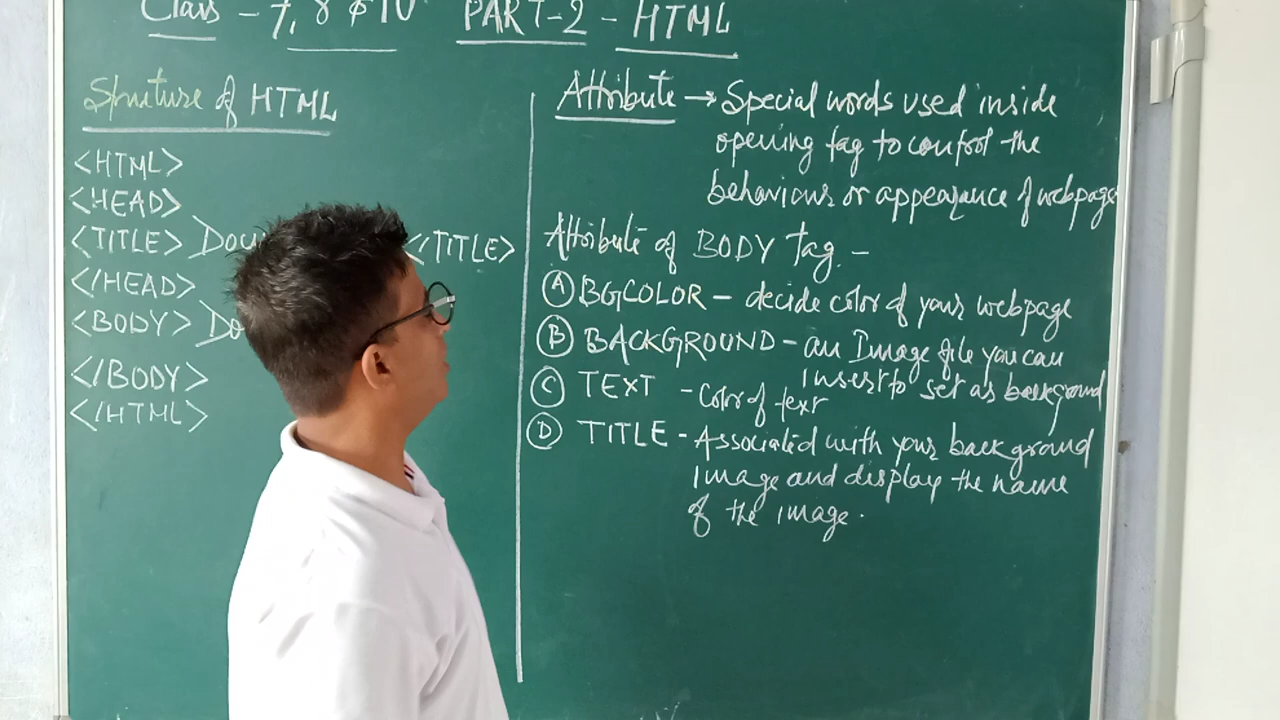 Class - 7, 8 & 10 PART-2 - HTML
Structure of HTML
<HTML>
<HEAD>
<TITLE> </TITLE>
</HEAD>
<BODY>
</BODY>
</HTML>
Attribute → Special words used inside
opening tag to control the
behaviour or appearance of webpage
Attribute of BODY Tag -
(A) BGCOLOR - decide color of your webpage
(B) BACKGROUND - an Image file you can
insert to set as background
(C) TEXT - Color of text
(D) TITLE - Associated with your background
image and display the name
of the image.